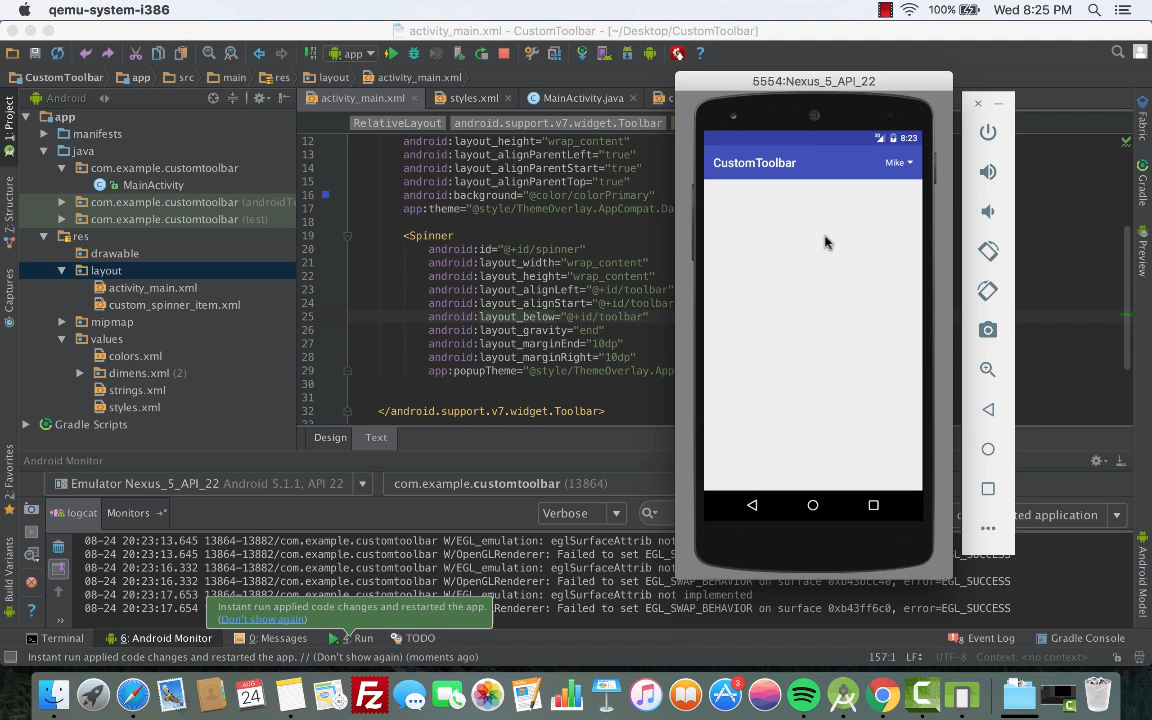 qemu-system-i386
100%
Wed 8:25 PM
activity_main.xml - CustomToolbar - [~/Desktop/CustomToolbar]
app
CustomToolbar
app
src
main
res
layout
activity_main.xml
5554:Nexus_5_API_22
Android
activity_main.xml
styles.xml
MainActivity.java
RelativeLayout
android.support.v7.widget.Toolbar
1: Project
Z: Structure
Captures
2: Favorites
Build Variants
app
manifests
java
com.example.customtoolbar
MainActivity
com.example.customtoolbar (androidT
com.example.customtoolbar (test)
res
drawable
layout
activity_main.xml
custom_spinner_item.xml
mipmap
values
colors.xml
dimens.xml (2)
strings.xml
styles.xml
Gradle Scripts
12 android:layout_height="wrap_content"
13 android:layout_alignParentLeft="true"
14 android:layout_alignParentStart="true"
15 android:layout_alignParentTop="true"
16 android:background="@color/colorPrimary"
17 app:theme="@style/ThemeOverlay.AppCompat.Da
18
19 <Spinner
20 android:id="@+id/spinner"
21 android:layout_width="wrap_content"
22 android:layout_height="wrap_content"
23 android:layout_alignLeft="@+id/toolbar
24 android:layout_alignStart="@+id/toolba
25 android:layout_below="@+id/toolbar"
26 android:layout_gravity="end"
27 android:layout_marginEnd="10dp"
28 android:layout_marginRight="10dp"
29 app:popupTheme="@style/ThemeOverlay.App
30
31
32 </android.support.v7.widget.Toolbar>
Design
Text
8:23
CustomToolbar
Mike
Fabric
Gradle
Preview
Android Model
Android Monitor
Emulator Nexus_5_API_22 Android 5.1.1, API 22
com.example.customtoolbar (13864)
logcat
Monitors
Verbose
ted application
08-24 20:23:13.645 13864-13882/com.example.customtoolbar W/EGL_emulation: eglSurfaceAttrib not
08-24 20:23:13.645 13864-13882/com.example.customtoolbar W/OpenGLRenderer: Failed to set EGL_
=EGL_SUCCESS
08-24 20:23:16.332 13864-13882/com.example.customtoolbar W/EGL_emulation: eglSurfaceAttrib not
08-24 20:23:16.332 13864-13882/com.example.customtoolbar W/OpenGLRenderer: Failed to set EGL_SWAP_BEHAVIOR on surface 0xb43bcc40, error=EGL_SUCCESS
08-24 20:23:17.653 13864-13882/com.example.customtoolbar W/EGL_emulation: eglSurfaceAttrib not implemented
08-24 20:23:17.654
Renderer: Failed to set EGL_SWAP_BEHAVIOR on surface 0xb43ff6c0, error=EGL_SUCCESS
Instant run applied code changes and restarted the app.
(Don't show again)
Terminal
6: Android Monitor
0: Messages
4: Run
TODO
Event Log
Gradle Console
Instant run applied code changes and restarted the app. // (Don't show again) (moments ago)
157:1
LF
UTF-8
Context: <no context>
AUG
24
3